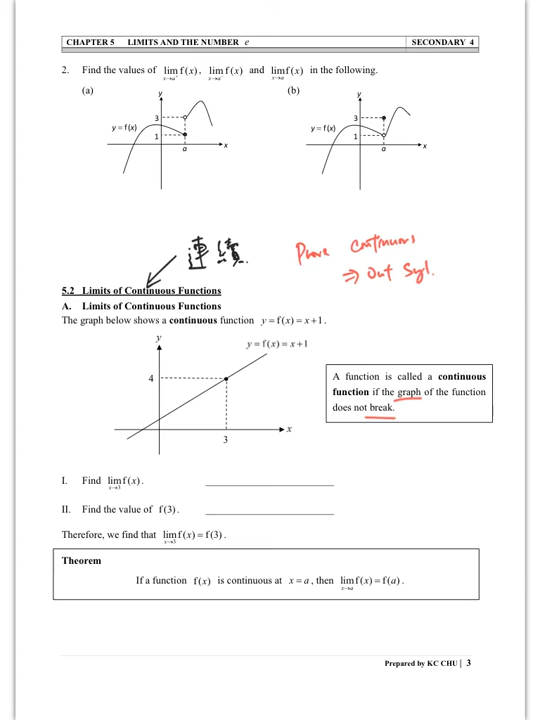 CHAPTER 5 LIMITS AND THE NUMBER e SECONDARY 4
2. Find the values of lim f(x), lim f(x) and lim f(x) in the following.
x→a⁻ x→a⁺ x→a
(a) (b)
y y
3 3
y = f(x) y = f(x)
1 1
a x a x
連續
Prove continuous
⇒ Out Syl.
5.2 Limits of Continuous Functions
A. Limits of Continuous Functions
The graph below shows a continuous function y = f(x) = x+1.
y
y = f(x) = x+1
4
x
3
A function is called a continuous
function if the graph of the function
does not break.
I. Find lim f(x).
x→3
II. Find the value of f(3).
Therefore, we find that lim f(x) = f(3).
x→3
Theorem
If a function f(x) is continuous at x = a, then lim f(x) = f(a).
x→a
Prepared by KC CHU | 3